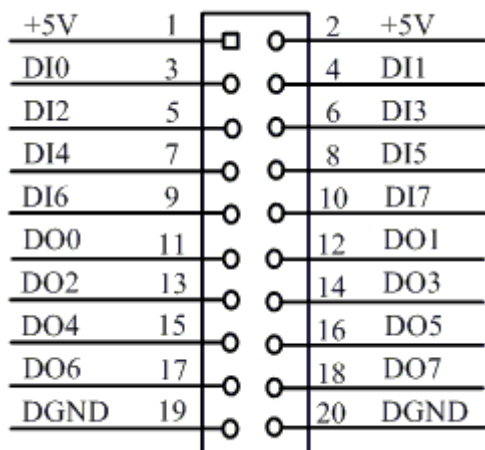 +5V 1 2 +5V
DI0 3 4 DI1
DI2 5 6 DI3
DI4 7 8 DI5
DI6 9 10 DI7
DO0 11 12 DO1
DO2 13 14 DO3
DO4 15 16 DO5
DO6 17 18 DO7
DGND 19 20 DGND